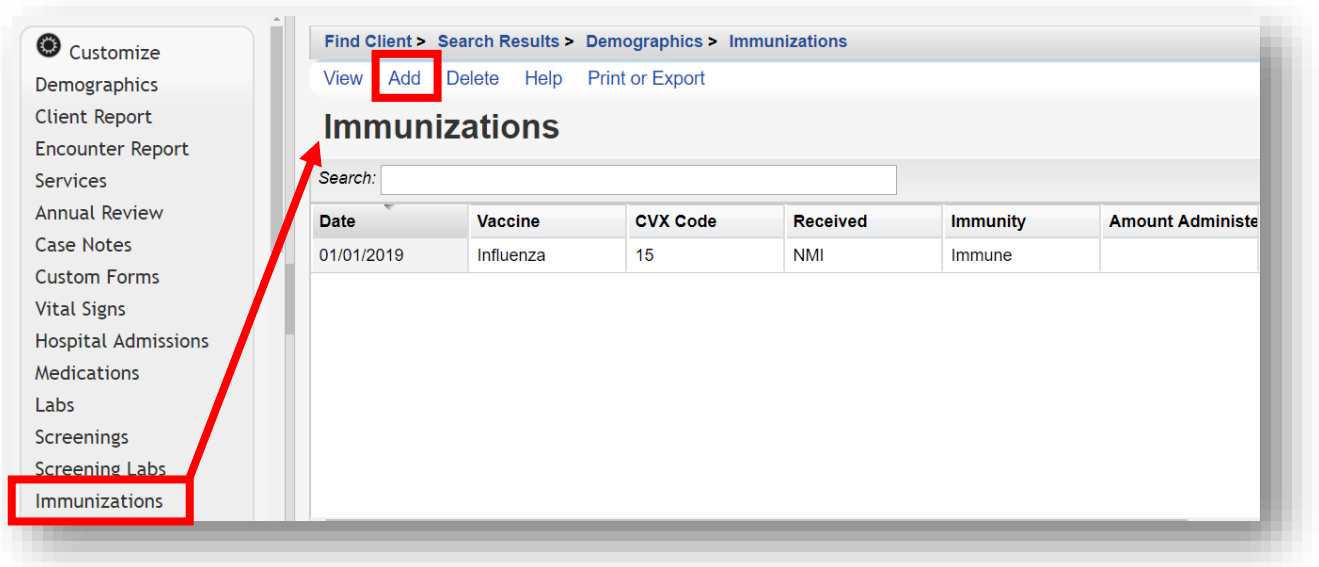 Customize
Demographics
Client Report
Encounter Report
Services
Annual Review
Case Notes
Custom Forms
Vital Signs
Hospital Admissions
Medications
Labs
Screenings
Screening Labs
Immunizations
Find Client > Search Results > Demographics > Immunizations
View Add Delete Help Print or Export
Immunizations
Search:
Date Vaccine CVX Code Received Immunity Amount Administe
01/01/2019 Influenza 15 NMI Immune